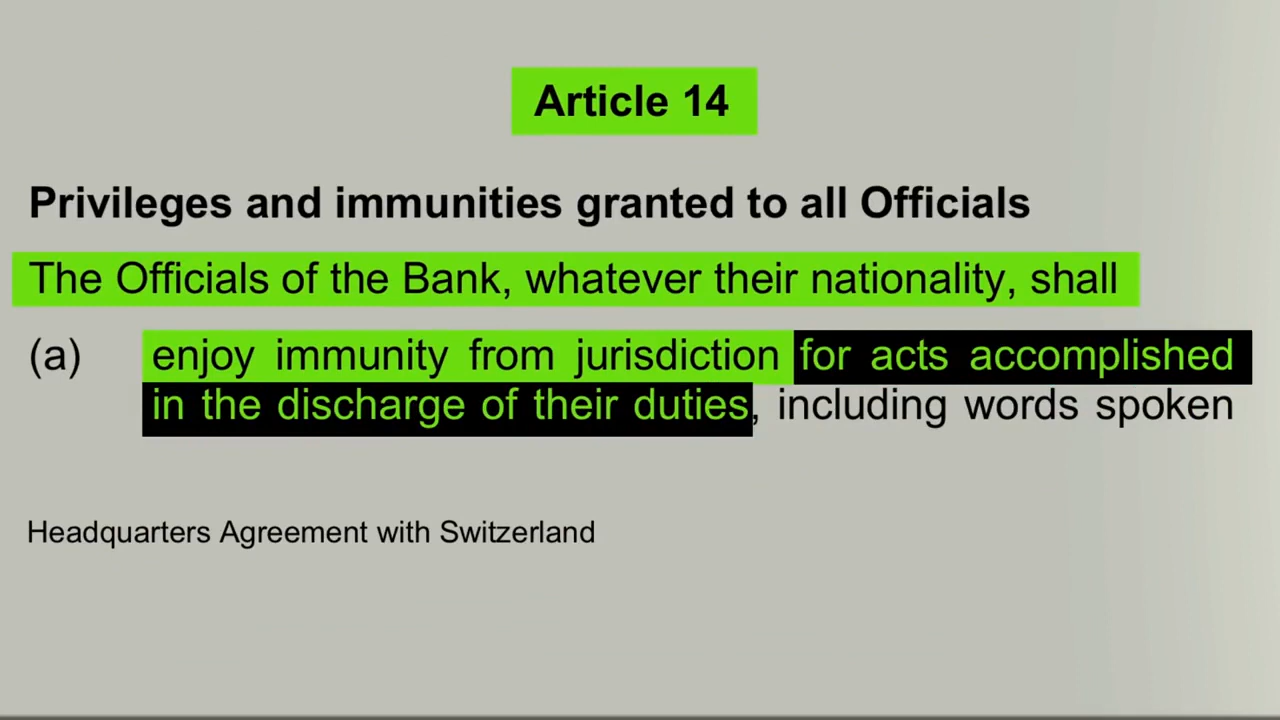 Article 14
Privileges and immunities granted to all Officials
The Officials of the Bank, whatever their nationality, shall
(a) enjoy immunity from jurisdiction for acts accomplished
in the discharge of their duties, including words spoken
Headquarters Agreement with Switzerland